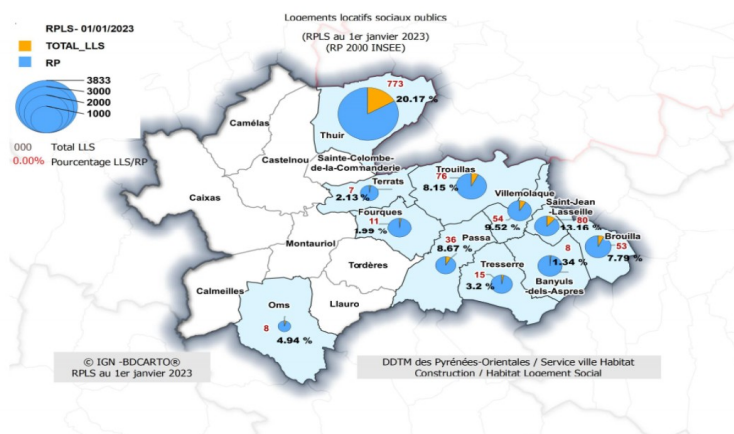 Logements locatifs sociaux publics
(RPLS au 1er janvier 2023)
(RP 2000 INSEE)
RPLS- 01/01/2023
TOTAL_LLS
RP
3833
3000
2000
1000
000 Total LLS
0.00% Pourcentage LLS/RP
773
20.17 %
Thuir
Camélas
Castelnou
Sainte-Colombe-
de-la-Commanderie
Caixas
Terrats
7
2.13 %
Trouillas
76
8.15 %
Villemolaque
54
9.52 %
Saint-Jean
-Lasseille
80
13.16 %
Brouilla
53
7.79 %
Fourques
11
1.99 %
Passa
36
8.67 %
Montauriol
Tordères
Tresserre
15
3.2 %
8
1.34 %
Banyuls
-dels-Aspres
Calmeilles
Llauro
Oms
8
4.94 %
© IGN -BDCARTO®
RPLS au 1er janvier 2023
DDTM des Pyrénées-Orientales / Service ville Habitat
Construction / Habitat Logement Social